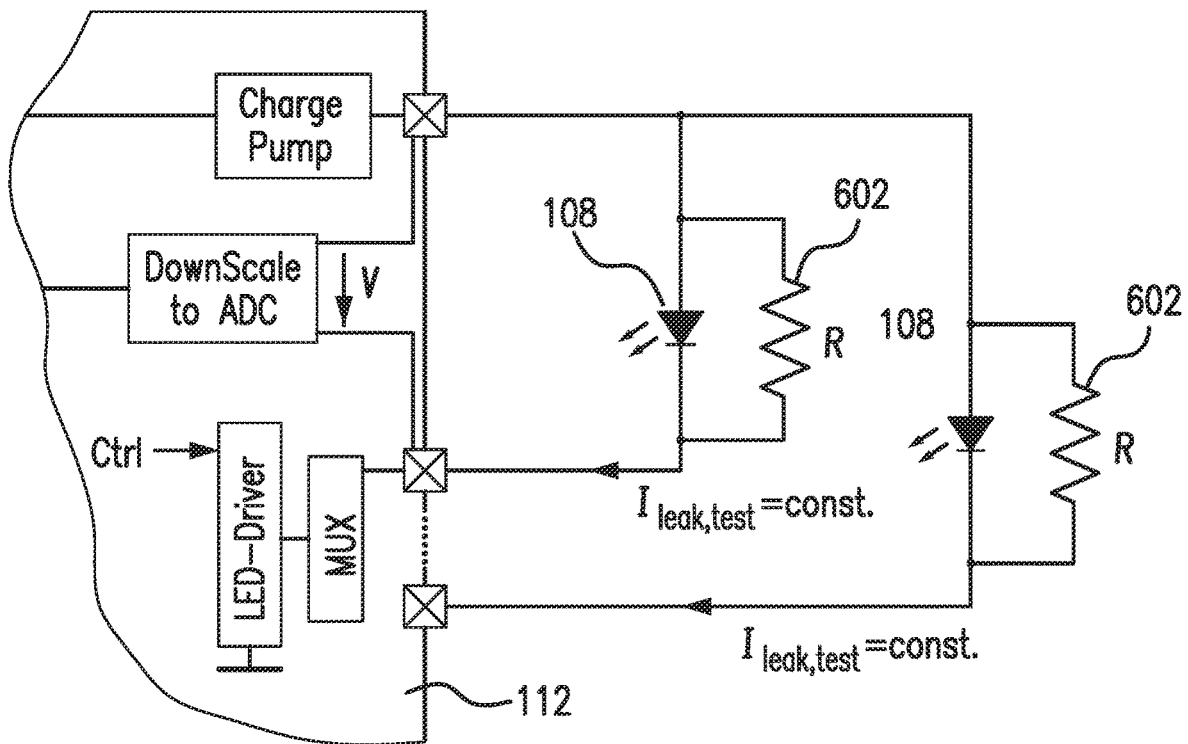 Charge
Pump
602
108
DownScale
to ADC
V
602
108
R
Ctrl
LED-Driver
MUX
R
I leak,test=const.
I leak,test=const.
112